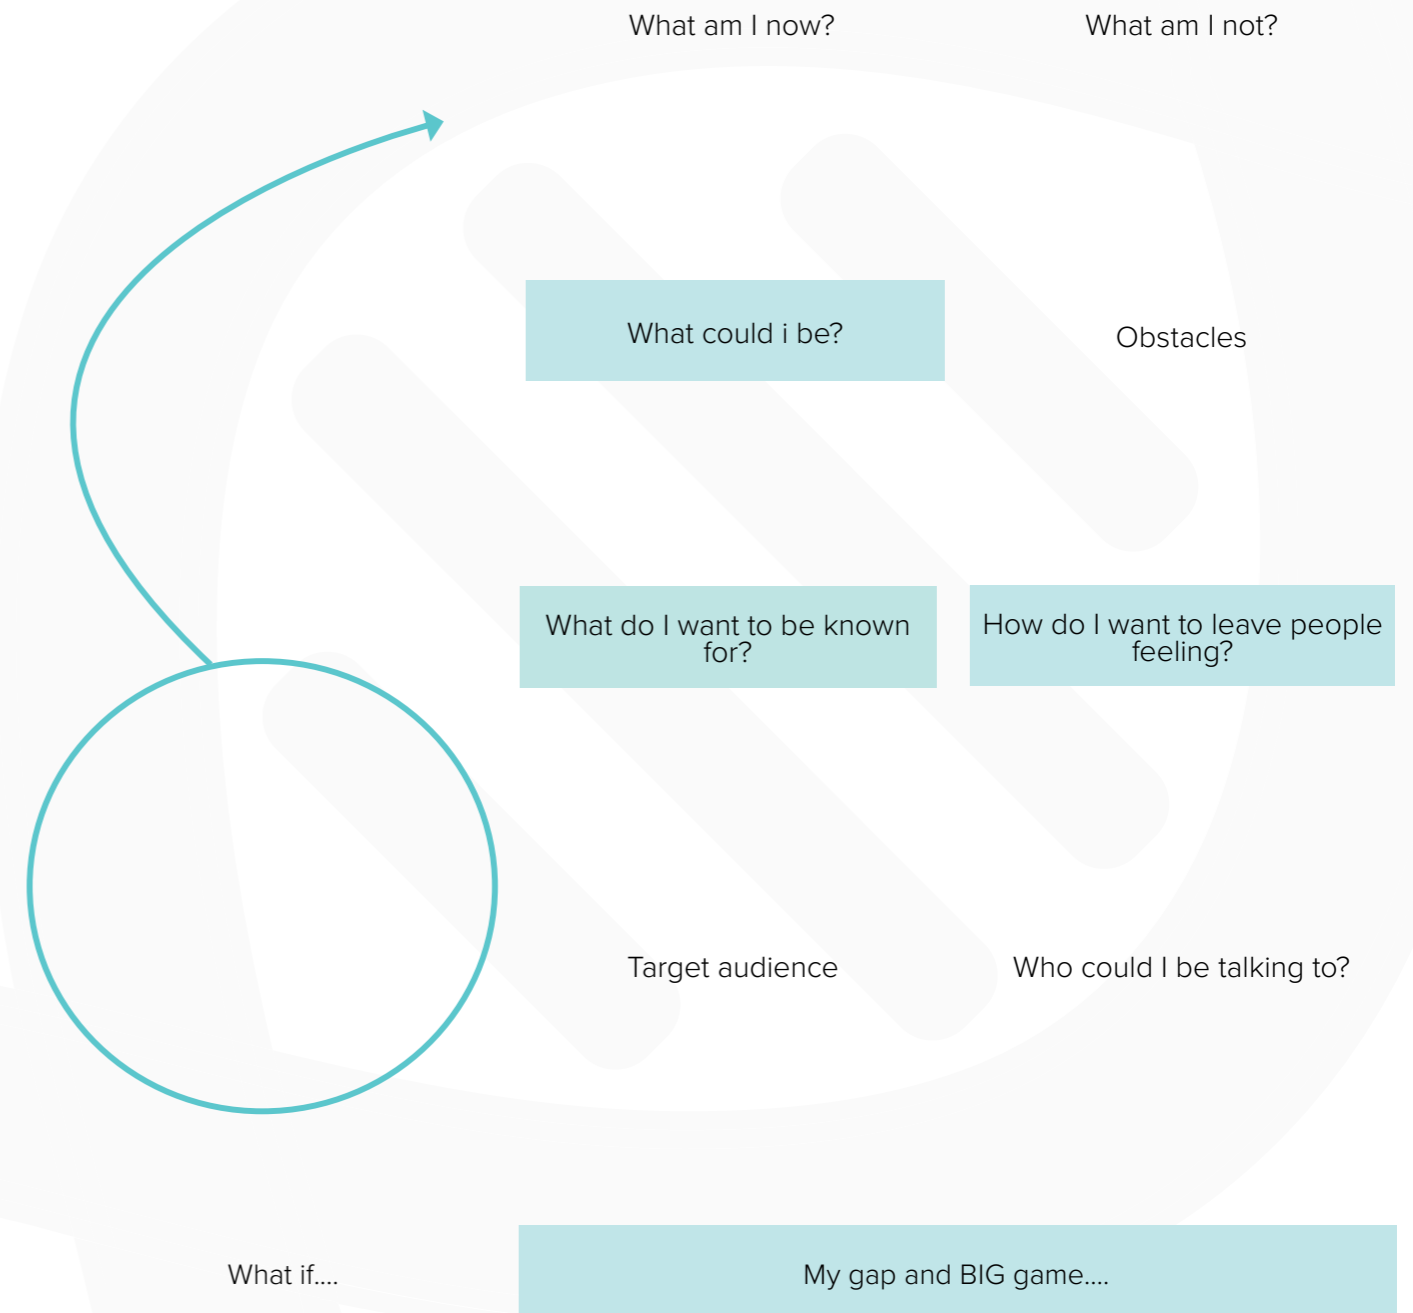 What am I now?
What am I not?
What could i be?
Obstacles
What do I want to be known
for?
How do I want to leave people
feeling?
Target audience
Who could I be talking to?
What if....
My gap and BIG game....